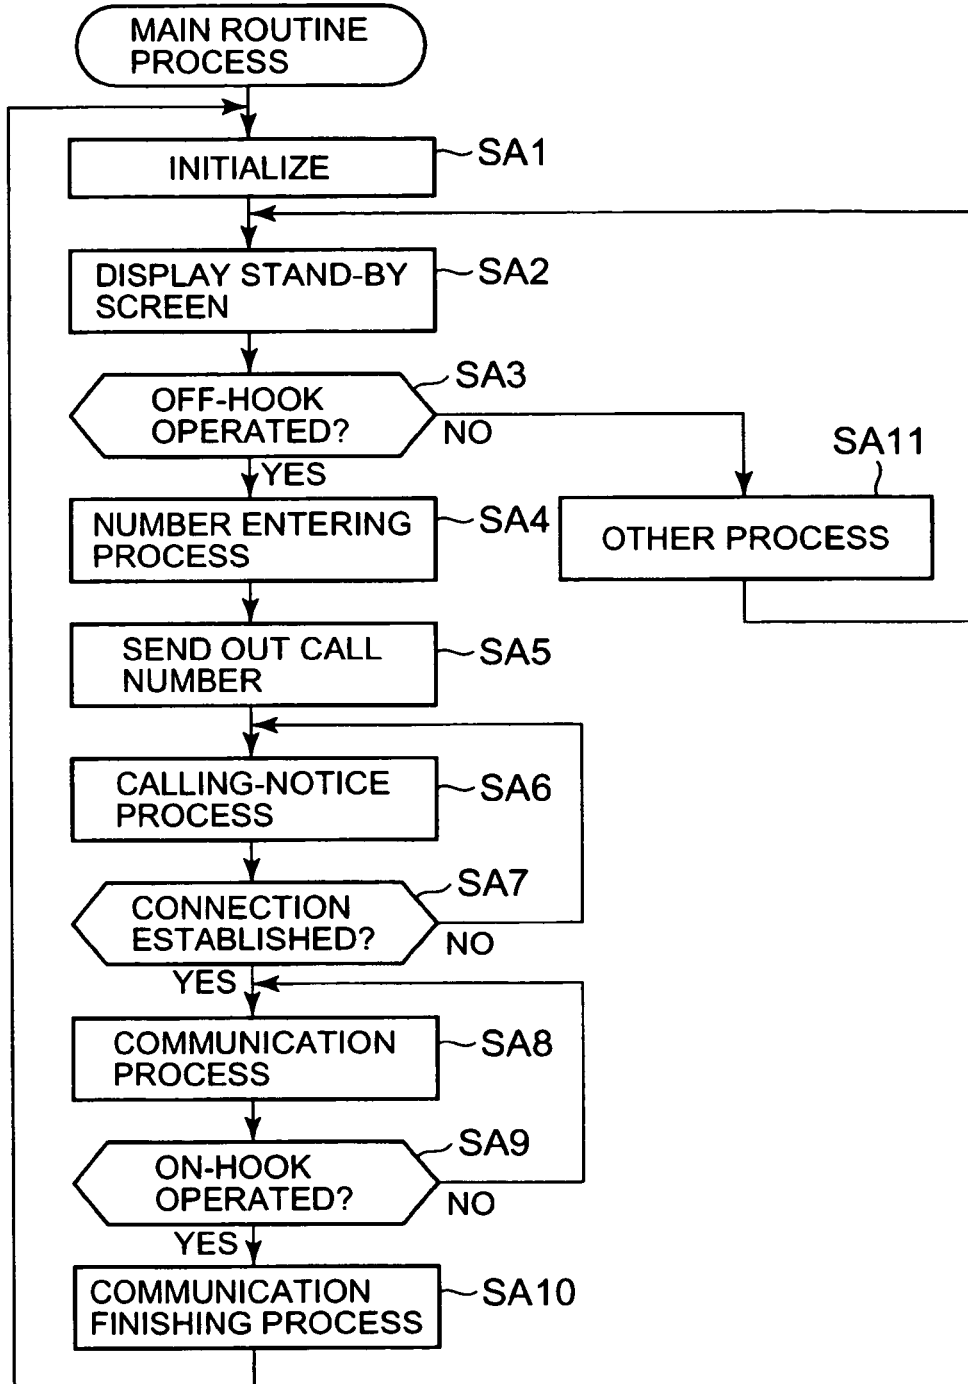 MAIN ROUTINE
PROCESS
INITIALIZE
SA1
DISPLAY STAND-BY
SCREEN
SA2
OFF-HOOK
OPERATED?
SA3
NO
YES
SA11
OTHER PROCESS
NUMBER ENTERING
PROCESS
SA4
SEND OUT CALL
NUMBER
SA5
CALLING-NOTICE
PROCESS
SA6
CONNECTION
ESTABLISHED?
SA7
NO
YES
COMMUNICATION
PROCESS
SA8
ON-HOOK
OPERATED?
SA9
NO
YES
COMMUNICATION
FINISHING PROCESS
SA10